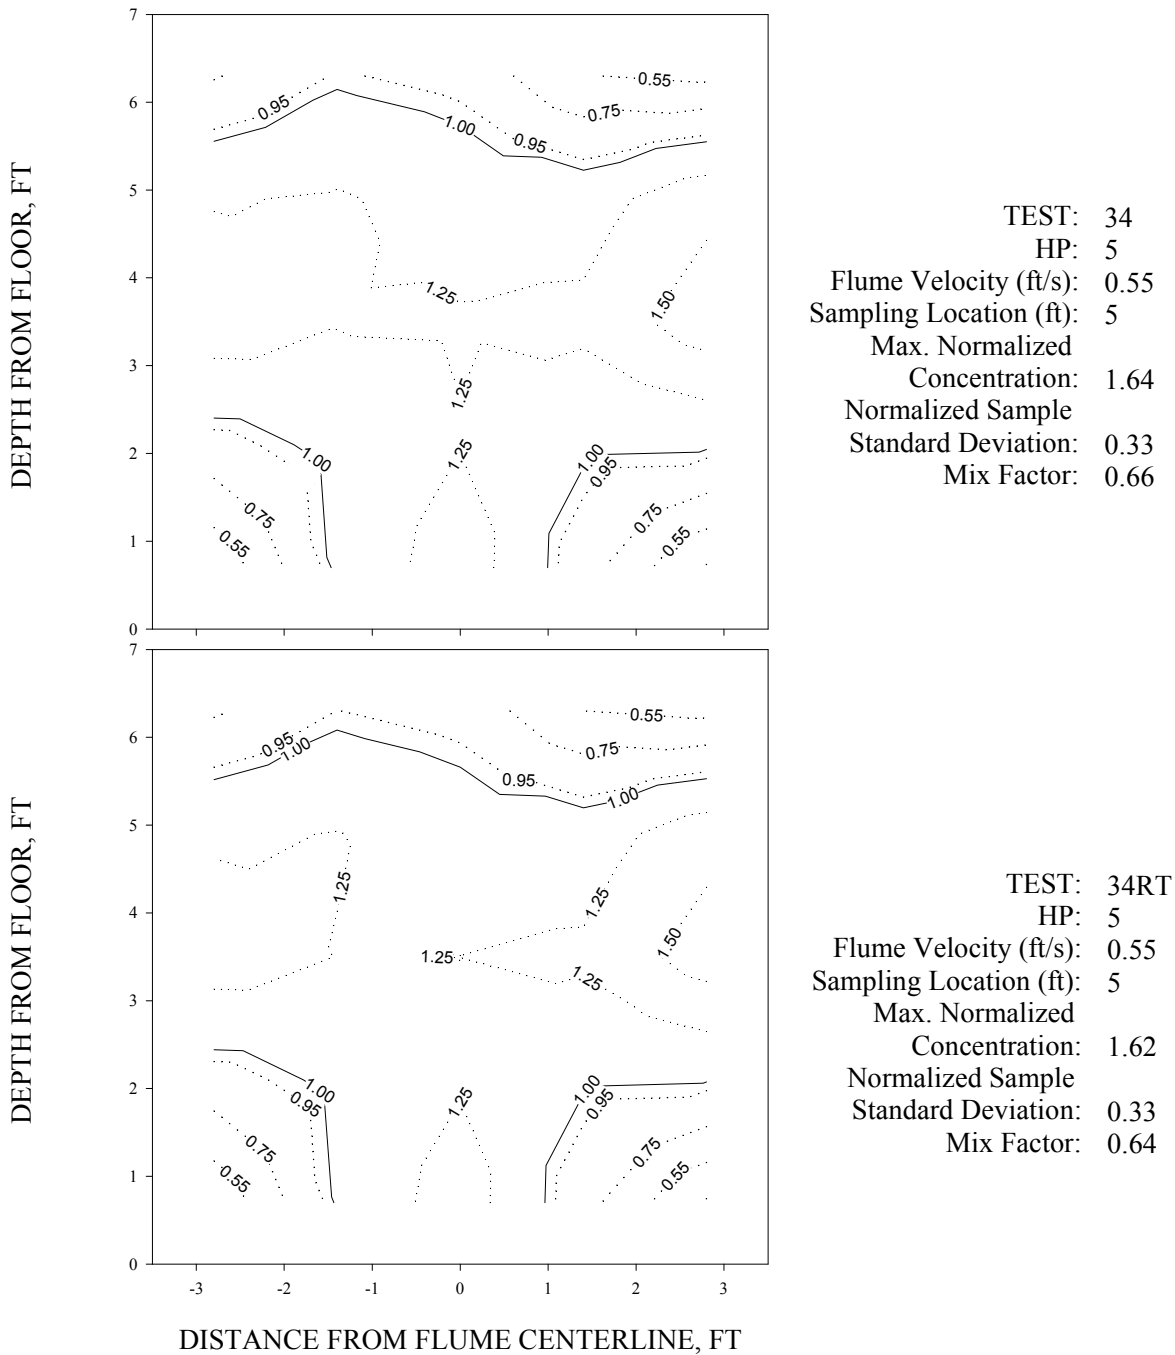 7
6
5
4
3
2
1
0
DEPTH FROM FLOOR, FT
0.55
0.75
0.95
1.00
0.95
1.25
1.50
1.25
1.25
1.00
1.00
0.95
0.75
0.55
0.75
0.55
-3 -2 -1 0 1 2 3
TEST: 34
HP: 5
Flume Velocity (ft/s): 0.55
Sampling Location (ft): 5
Max. Normalized
Concentration: 1.64
Normalized Sample
Standard Deviation: 0.33
Mix Factor: 0.66
7
6
5
4
3
2
1
0
DEPTH FROM FLOOR, FT
0.55
0.75
0.95
1.00
0.95
1.00
1.25
1.25
1.50
1.25
1.25
1.00
0.95
1.25
1.00
0.95
0.75
0.55
0.75
0.55
-3 -2 -1 0 1 2 3
DISTANCE FROM FLUME CENTERLINE, FT
TEST: 34RT
HP: 5
Flume Velocity (ft/s): 0.55
Sampling Location (ft): 5
Max. Normalized
Concentration: 1.62
Normalized Sample
Standard Deviation: 0.33
Mix Factor: 0.64